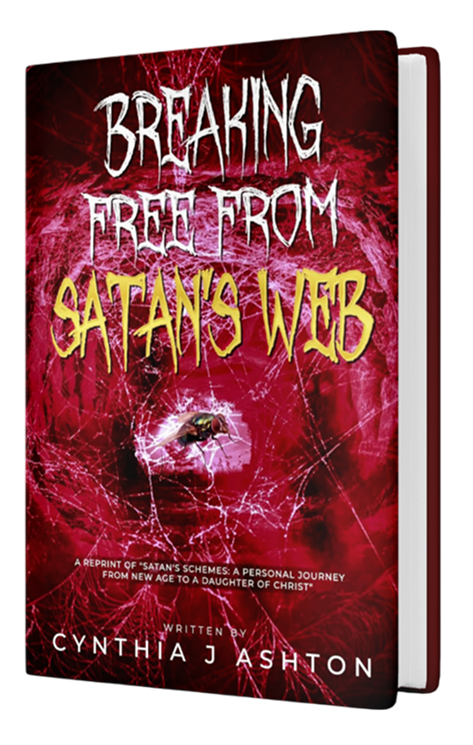 BREAKING
FREE FROM
SATAN'S WEB
A REPRINT OF "SATAN'S SCHEMES: A PERSONAL JOURNEY
FROM NEW AGE TO A DAUGHTER OF CHRIST"
WRITTEN BY
CYNTHIA J ASHTON